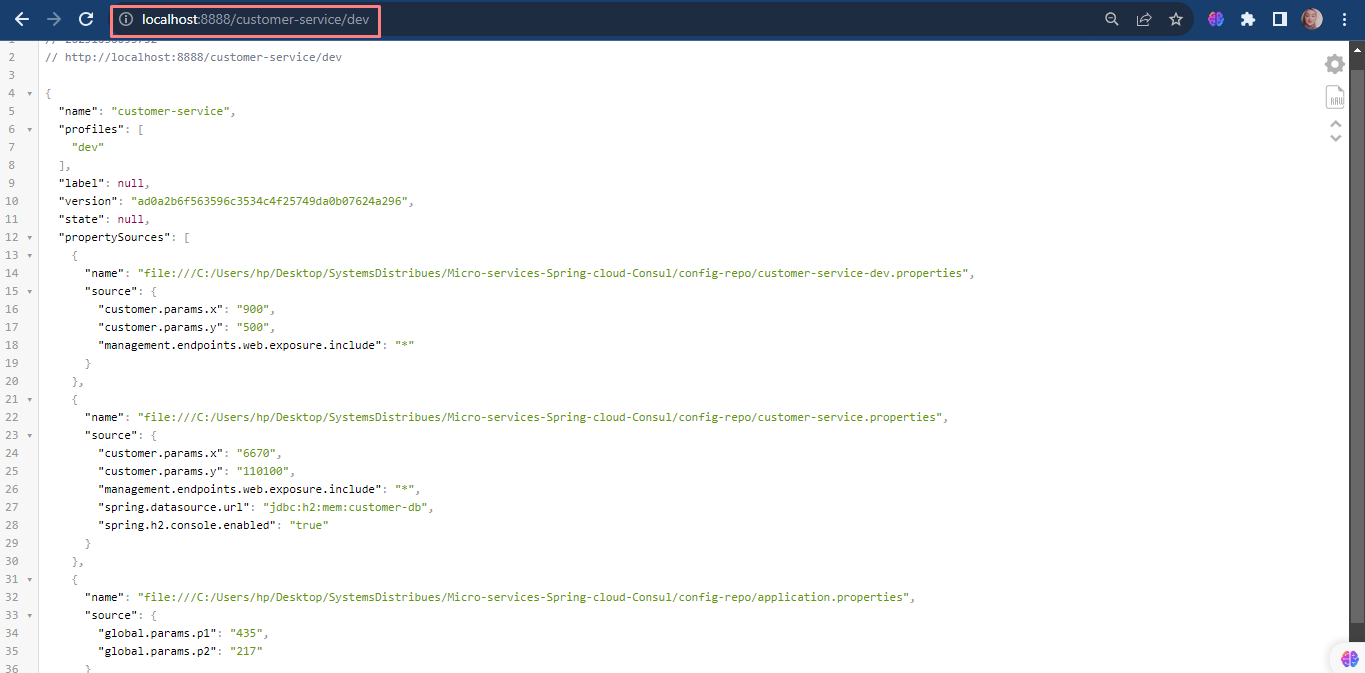 localhost:8888/customer-service/dev
2 // http://localhost:8888/customer-service/dev
3
4 {
5 "name": "customer-service",
6 "profiles": [
7 "dev"
8 ],
9 "label": null,
10 "version": "ad0a2b6f563596c3534c4f25749da0b07624a296",
11 "state": null,
12 "propertySources": [
13 {
14 "name": "file:///C:/Users/hp/Desktop/SystemsDistribues/Micro-services-Spring-cloud-Consul/config-repo/customer-service-dev.properties",
15 "source": {
16 "customer.params.x": "900",
17 "customer.params.y": "500",
18 "management.endpoints.web.exposure.include": "*"
19 }
20 },
21 {
22 "name": "file:///C:/Users/hp/Desktop/SystemsDistribues/Micro-services-Spring-cloud-Consul/config-repo/customer-service.properties",
23 "source": {
24 "customer.params.x": "6670",
25 "customer.params.y": "110100",
26 "management.endpoints.web.exposure.include": "*",
27 "spring.datasource.url": "jdbc:h2:mem:customer-db",
28 "spring.h2.console.enabled": "true"
29 }
30 },
31 {
32 "name": "file:///C:/Users/hp/Desktop/SystemsDistribues/Micro-services-Spring-cloud-Consul/config-repo/application.properties",
33 "source": {
34 "global.params.p1": "435",
35 "global.params.p2": "217"
36 }
RAW